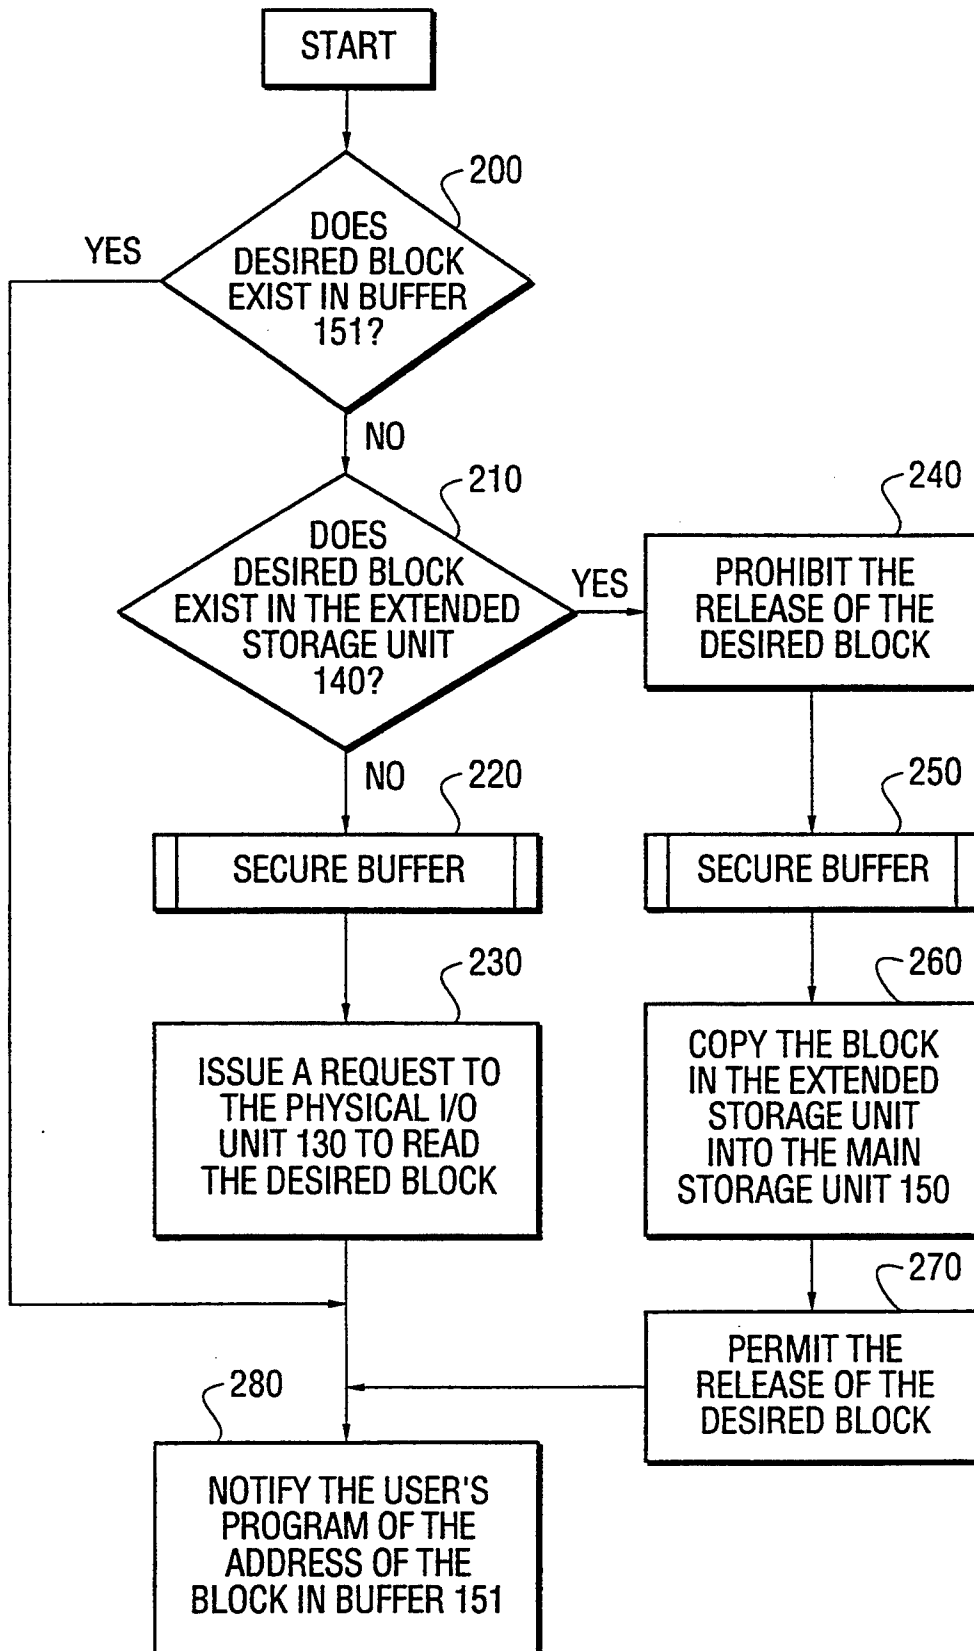 START
200
DOES
DESIRED BLOCK
EXIST IN BUFFER
151?
YES
NO
210
DOES
DESIRED BLOCK
EXIST IN THE EXTENDED
STORAGE UNIT
140?
YES
NO
240
PROHIBIT THE
RELEASE OF THE
DESIRED BLOCK
220
SECURE BUFFER
250
SECURE BUFFER
230
ISSUE A REQUEST TO
THE PHYSICAL I/O
UNIT 130 TO READ
THE DESIRED BLOCK
260
COPY THE BLOCK
IN THE EXTENDED
STORAGE UNIT
INTO THE MAIN
STORAGE UNIT 150
270
PERMIT THE
RELEASE OF THE
DESIRED BLOCK
280
NOTIFY THE USER'S
PROGRAM OF THE
ADDRESS OF THE
BLOCK IN BUFFER 151